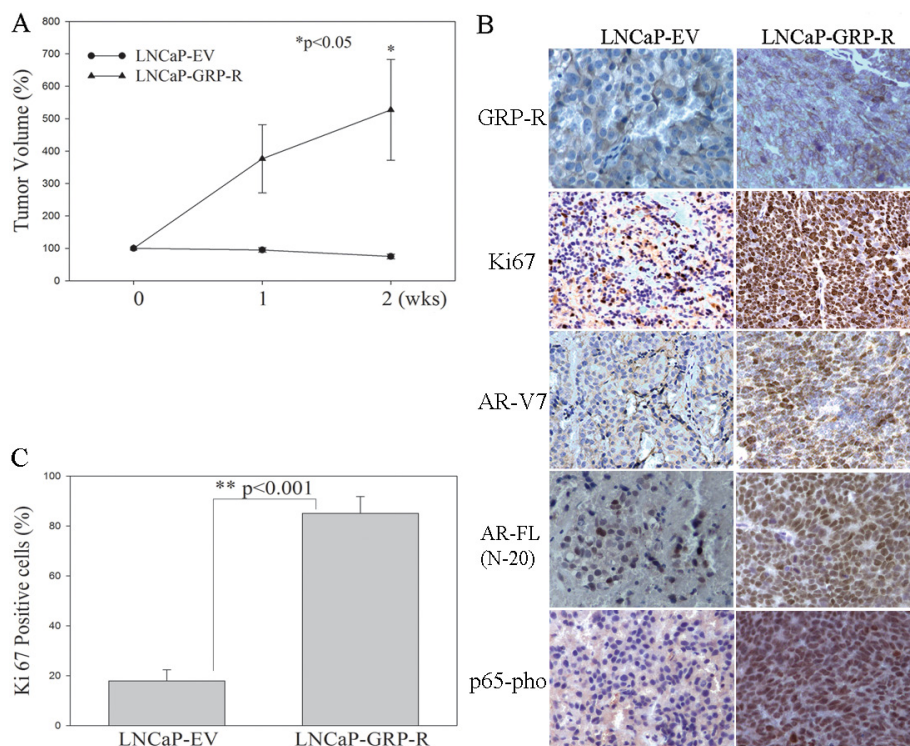 A
Tumor Volume (%)
800
700
600
500
400
300
200
100
0
LNCaP-EV
LNCaP-GRP-R
*p<0.05
*
0 1 2 (wks)
B
LNCaP-EV LNCaP-GRP-R
GRP-R
Ki67
AR-V7
AR-FL
(N-20)
p65-pho
C
Ki 67 Positive cells (%)
100
80
60
40
20
0
** p<0.001
LNCaP-EV LNCaP-GRP-R